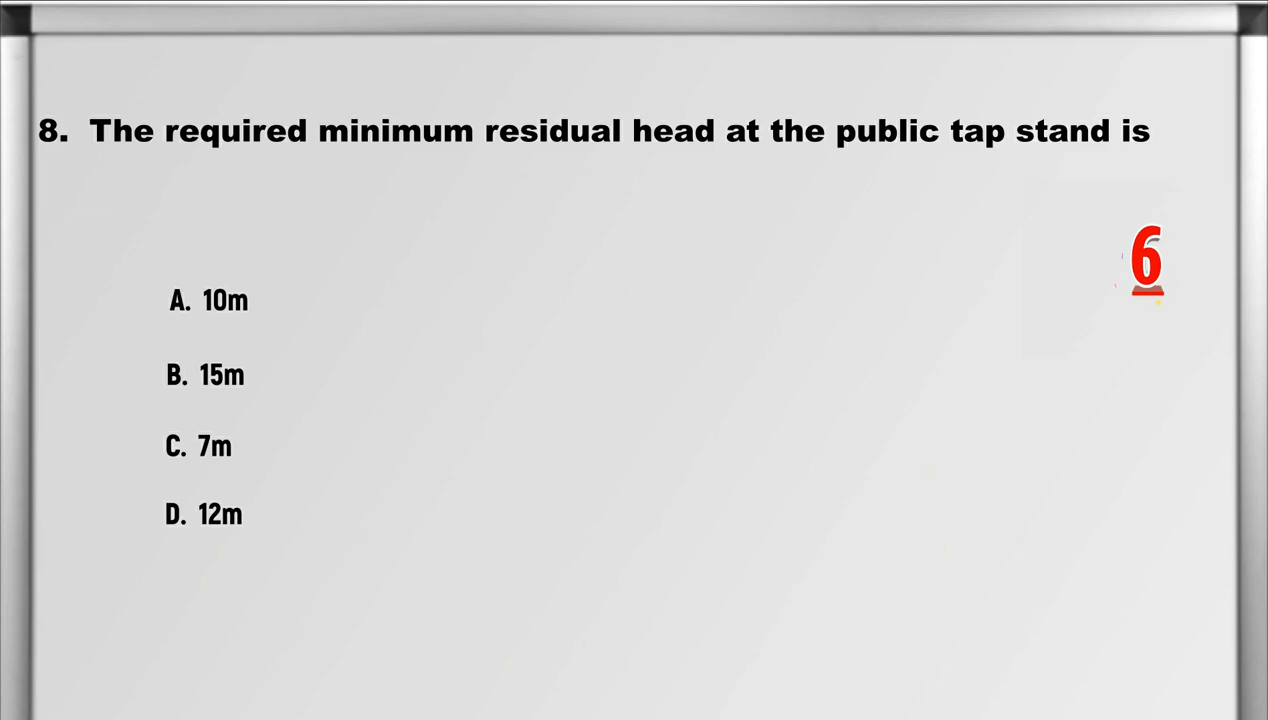 8. The required minimum residual head at the public tap stand is
6
A. 10m
B. 15m
C. 7m
D. 12m